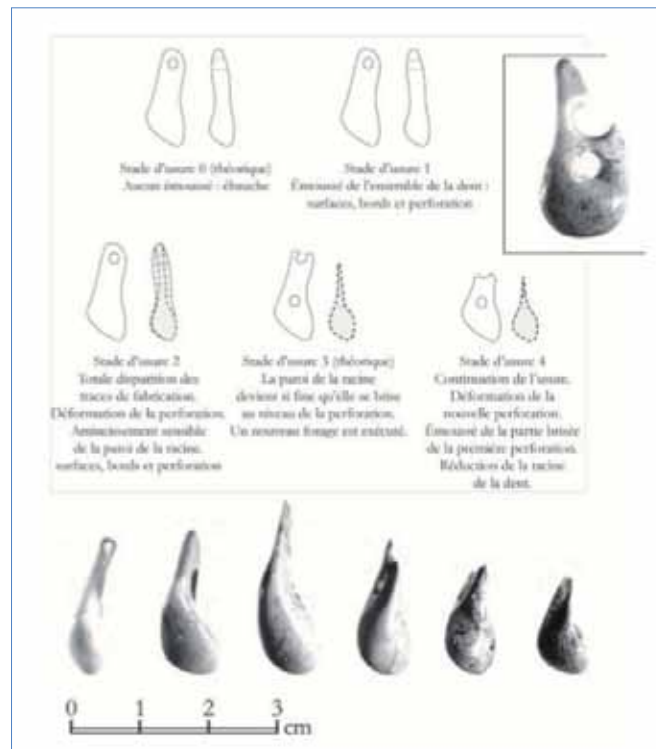 Stade d'usure 0 (théorique)
Aucun émoussé : ébauche
Stade d'usure 1
Émoussé de l'ensemble de la dent :
surfaces, bords et perforation
Stade d'usure 2
Totale disparition des
traces de fabrication.
Déformation de la perforation.
Amincissement sensible
de la paroi de la racine.
surfaces, bords et perforation
Stade d'usure 3 (théorique)
La paroi de la racine
devient si fine qu'elle se brise
au niveau de la perforation.
Un nouveau forage est exécuté.
Stade d'usure 4
Continuation de l'usure.
Déformation de la
nouvelle perforation.
Émoussé de la partie brisée
de la première perforation.
Réduction de la racine
de la dent.
0 1 2 3
cm